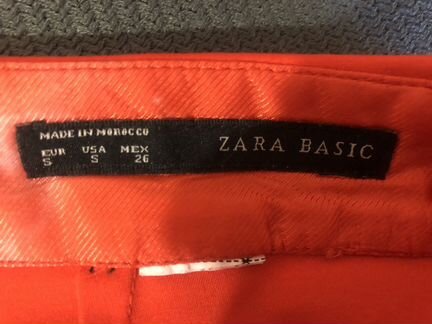 MADE IN MOROCCO
EUR USA MEX
S S 26
ZARA BASIC